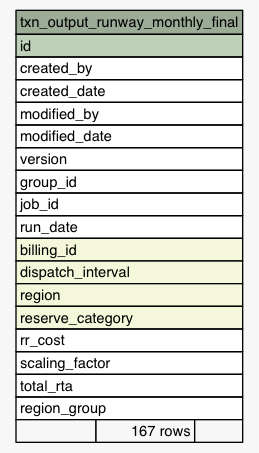 txn_output_runway_monthly_final
id
created_by
created_date
modified_by
modified_date
version
group_id
job_id
run_date
billing_id
dispatch_interval
region
reserve_category
rr_cost
scaling_factor
total_rta
region_group
167 rows